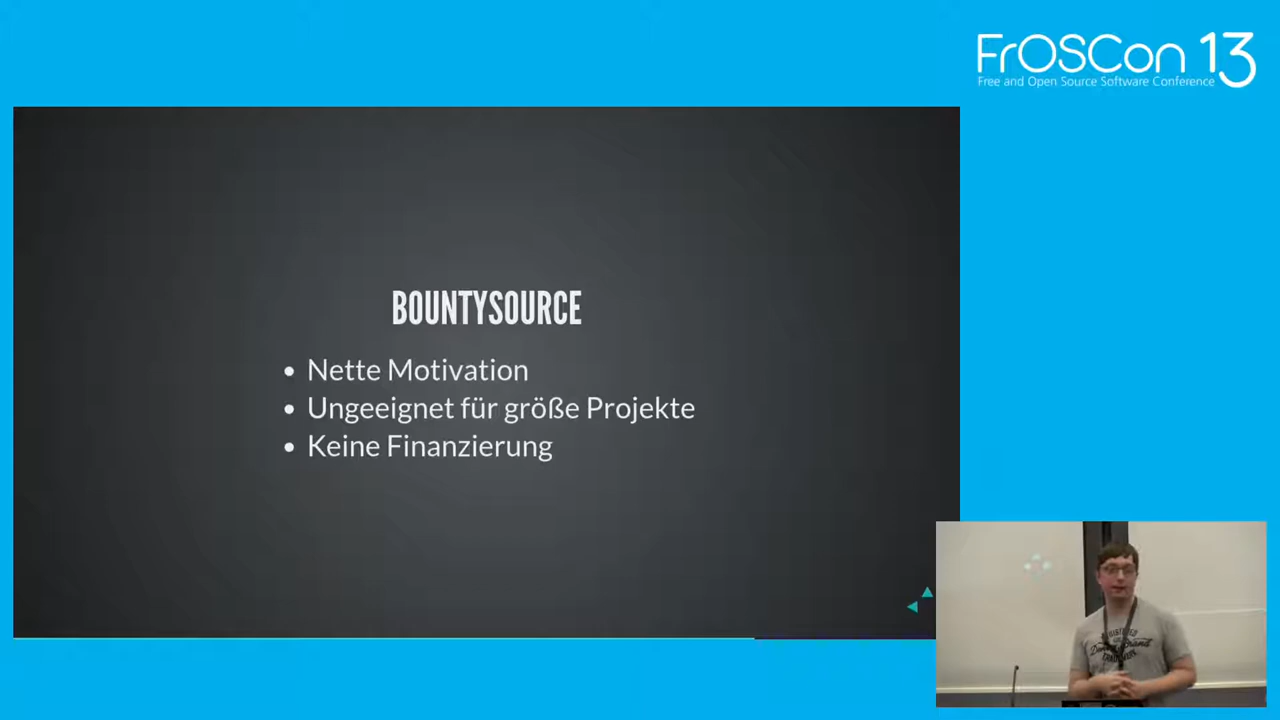 FrOSCon 13
Free and Open Source Software Conference
BOUNTYSOURCE
• Nette Motivation
• Ungeeignet für größe Projekte
• Keine Finanzierung